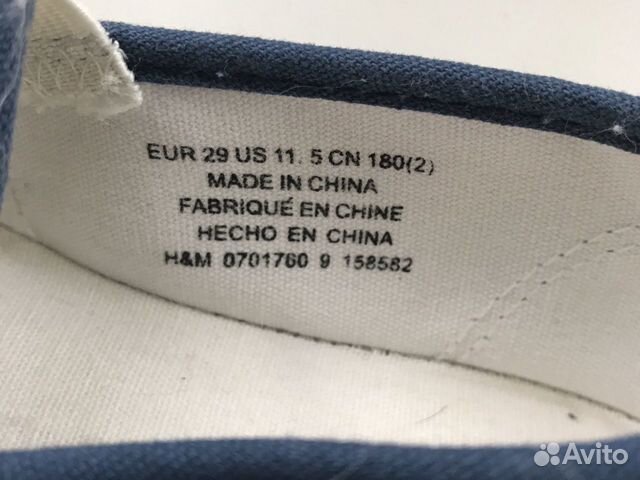 EUR 29 US 11. 5 CN 180(2)
MADE IN CHINA
FABRIQUÉ EN CHINE
HECHO EN CHINA
H&M 0701760 9 158582
Avito